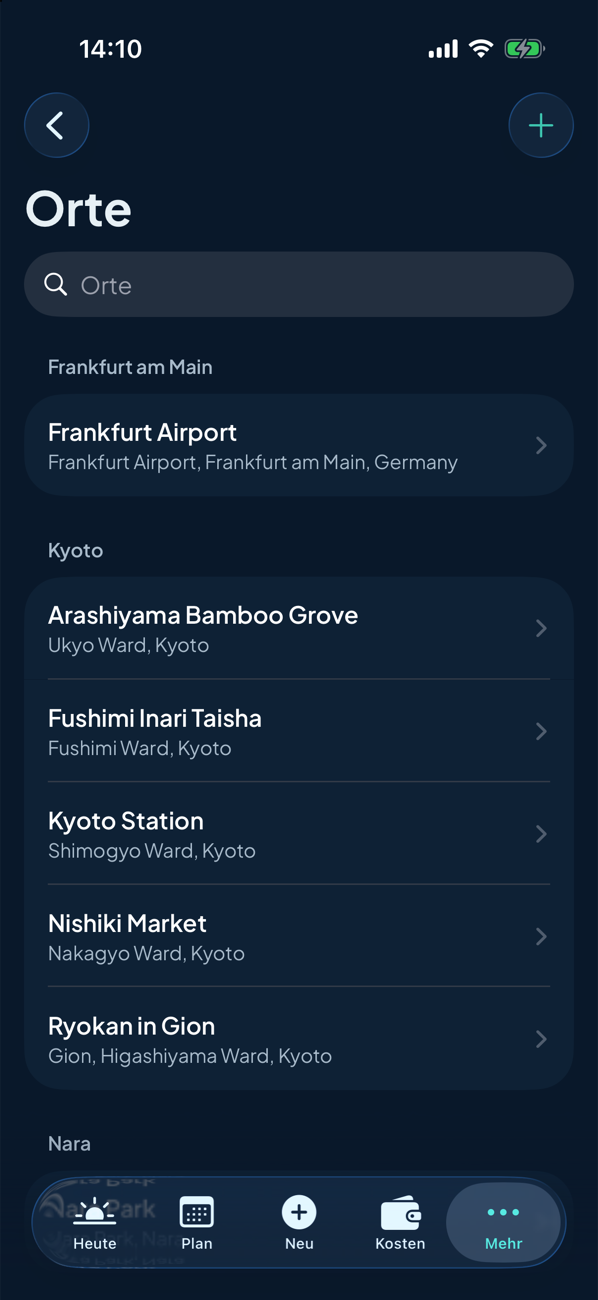 14:10
Orte
Orte
Frankfurt am Main
Frankfurt Airport
Frankfurt Airport, Frankfurt am Main, Germany
Kyoto
Arashiyama Bamboo Grove
Ukyo Ward, Kyoto
Fushimi Inari Taisha
Fushimi Ward, Kyoto
Kyoto Station
Shimogyo Ward, Kyoto
Nishiki Market
Nakagyo Ward, Kyoto
Ryokan in Gion
Gion, Higashiyama Ward, Kyoto
Nara
Nara Park
Heute
Plan
Neu
Kosten
Mehr